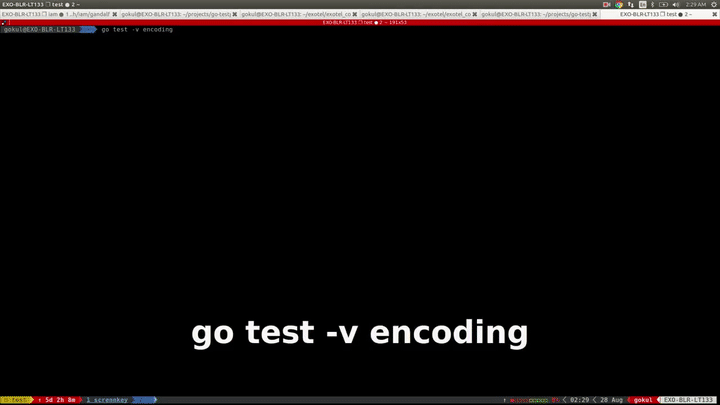 EXO-BLR-LT133 ❐ test ● 2 ~
2:29 AM
EXO-BLR-LT133 ❐ iam ● 1..h/iam/gandalf
gokul@EXO-BLR-LT133: ~/projects/go-testj
gokul@EXO-BLR-LT133: ~/exotel/exotel_co
gokul@EXO-BLR-LT133: ~/exotel/exotel_co
gokul@EXO-BLR-LT133: ~/projects/go-testj
EXO-BLR-LT133 ❐ test ● 2 ~
EXO-BLR-LT133 ❐ test ● 2 ~ 191x53
gokul@EXO-BLR-LT133 ~ go test -v encoding
go test -v encoding
❐ test ↑ 5d 2h 8m 1 screenkey 02:29 28 Aug gokul EXO-BLR-LT133